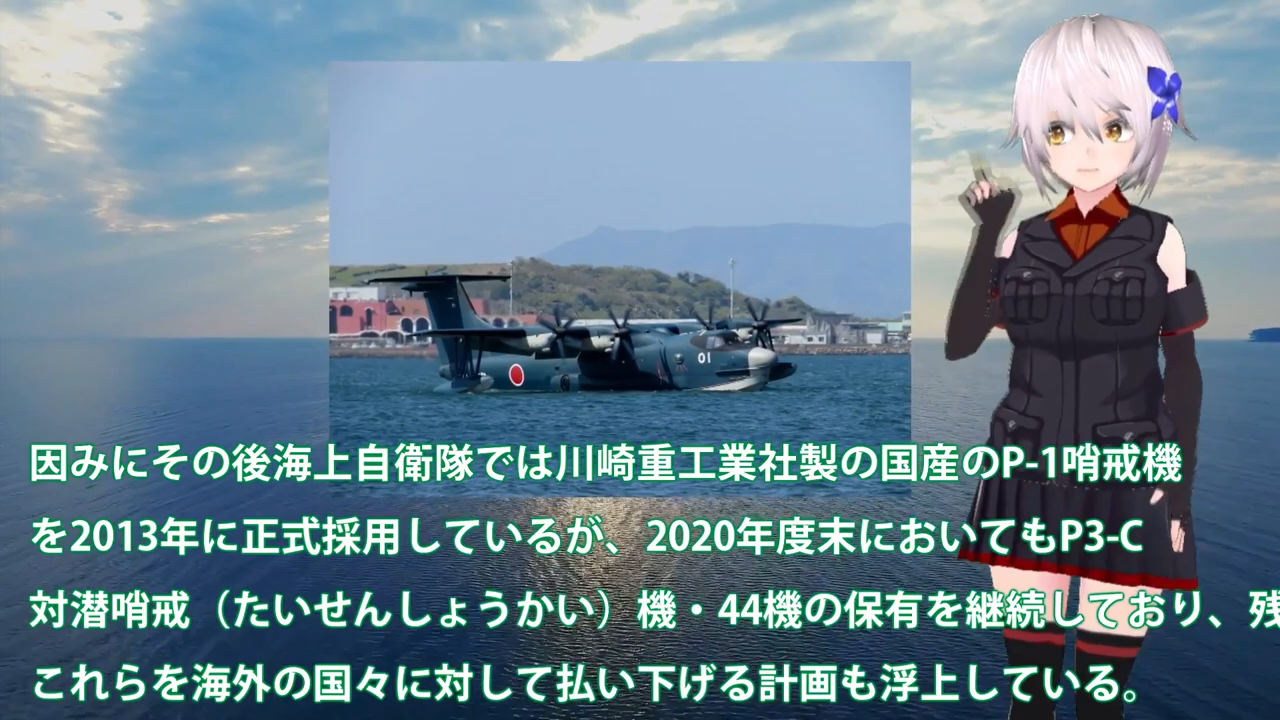 01
因みにその後海上自衛隊では川崎重工業社製の国産のP-1哨戒機
を2013年に正式採用しているが、2020年度末においてもP3-C
対潜哨戒（たいせんしょうかい）機・44機の保有を継続しており、残
これらを海外の国々に対して払い下げる計画も浮上している。